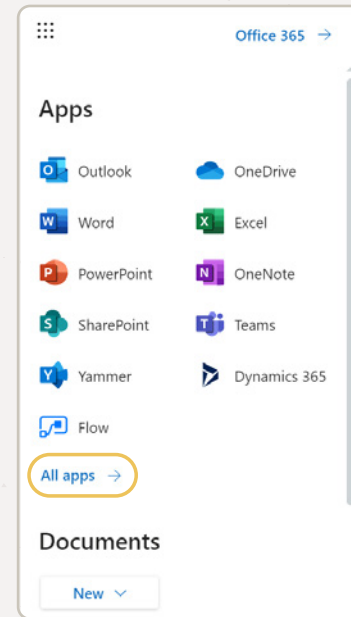 Office 365 →
Apps
Outlook OneDrive
Word Excel
PowerPoint OneNote
SharePoint Teams
Yammer Dynamics 365
Flow
All apps →
Documents
New